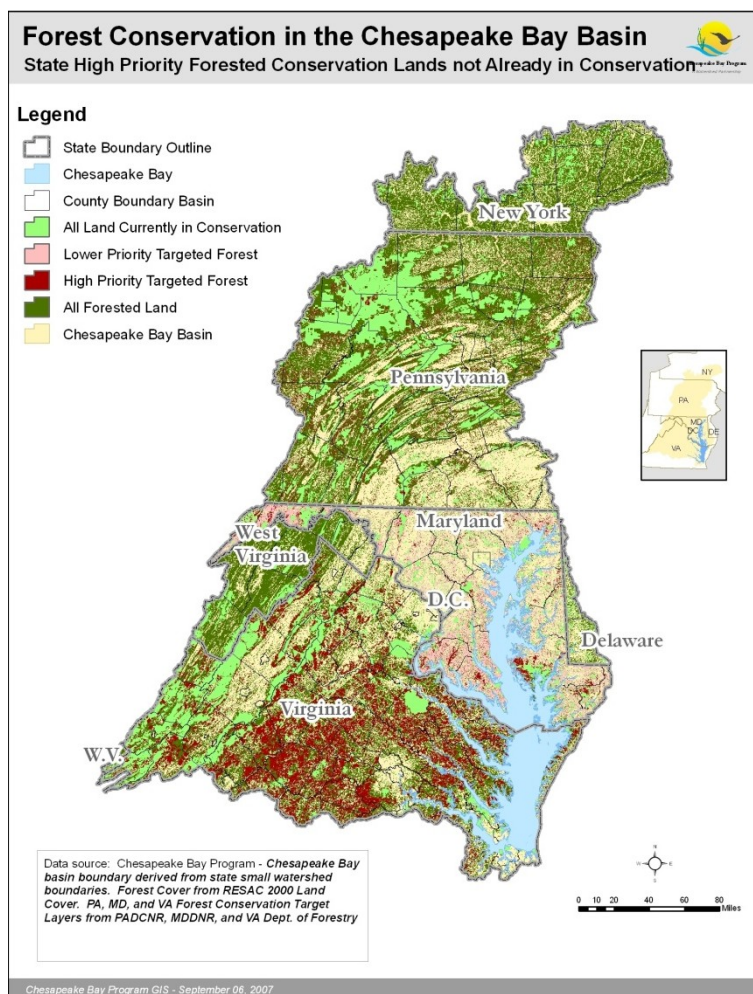 Forest Conservation in the Chesapeake Bay Basin
State High Priority Forested Conservation Lands not Already in Conservation
Chesapeake Bay Program
A Watershed Partnership
Legend
State Boundary Outline
Chesapeake Bay
County Boundary Basin
All Land Currently in Conservation
Lower Priority Targeted Forest
High Priority Targeted Forest
All Forested Land
Chesapeake Bay Basin
New York
Pennsylvania
NY
PA
MD
DC
DE
VA
Maryland
West
Virginia
D.C.
Delaware
Virginia
W.V.
N
W
E
S
0 10 20 40 60 80
Miles
Data source: Chesapeake Bay Program - Chesapeake Bay
basin boundary derived from state small watershed
boundaries. Forest Cover from RESAC 2000 Land
Cover. PA, MD, and VA Forest Conservation Target
Layers from PADCNR, MDDNR, and VA Dept. of Forestry
Chesapeake Bay Program GIS - September 06, 2007